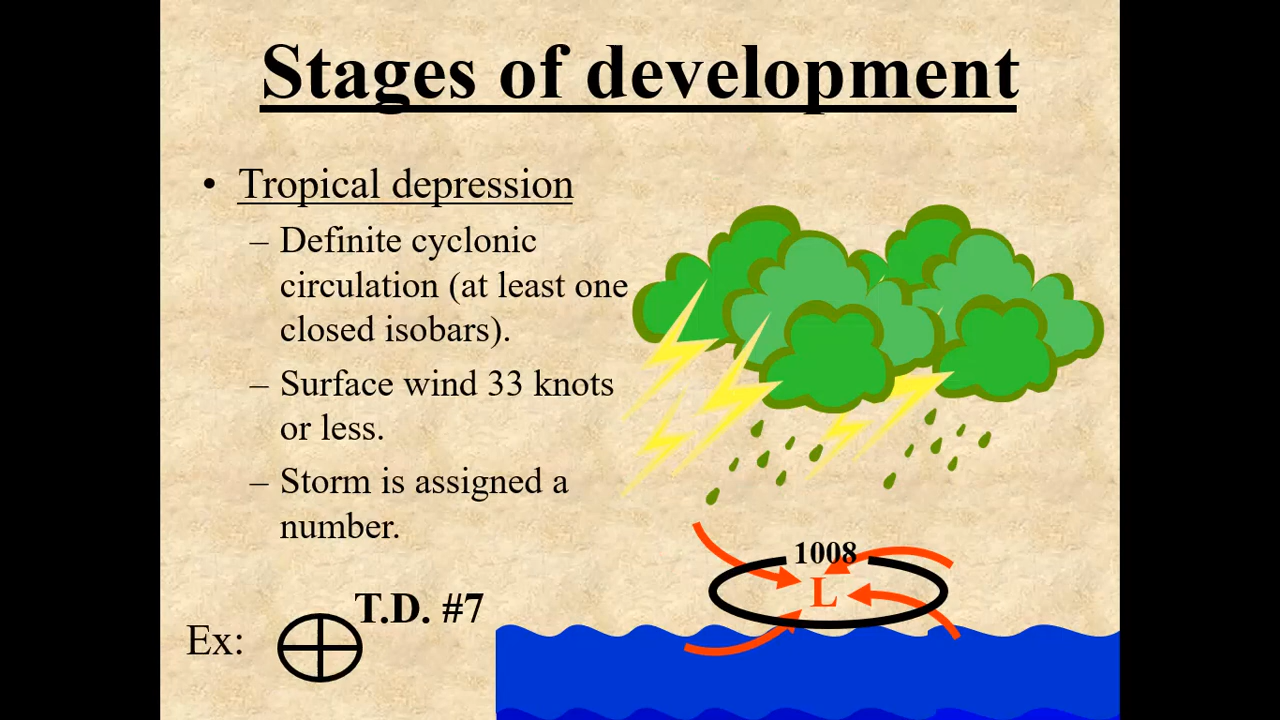 Stages of development
• Tropical depression
– Definite cyclonic
circulation (at least one
closed isobars).
– Surface wind 33 knots
or less.
– Storm is assigned a
number.
1008
L
T.D. #7
Ex: